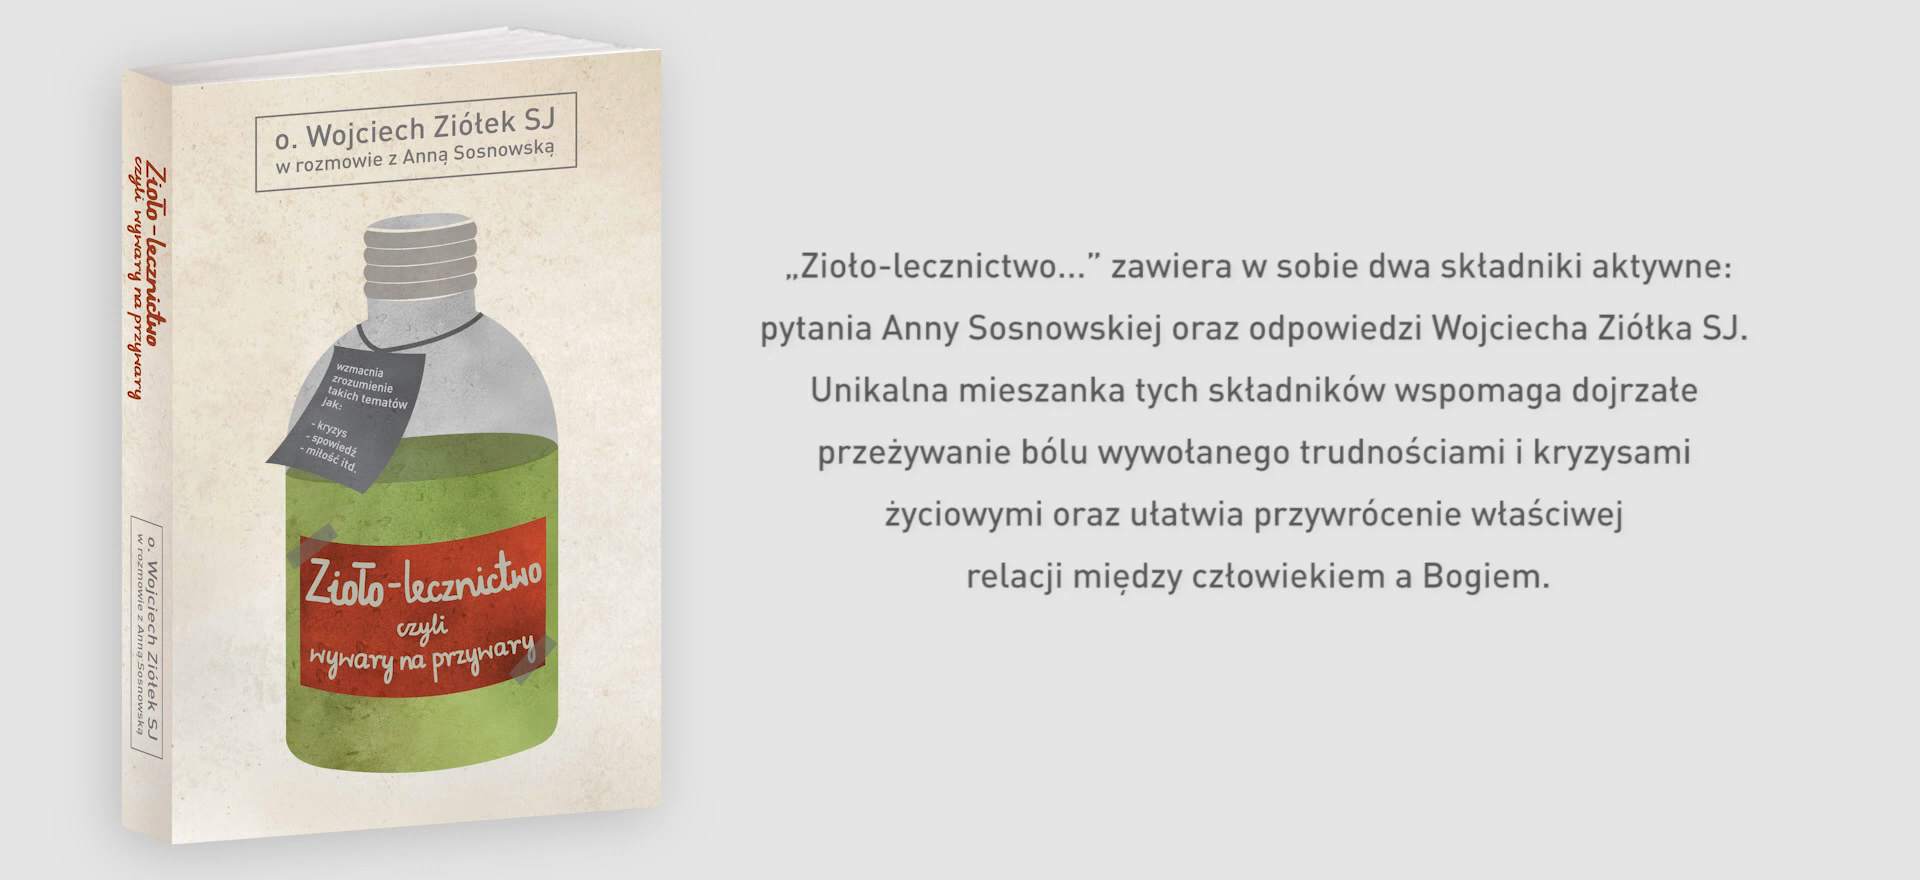 Zioło-lecznictwo
czyli wywary na przywary
o. Wojciech Ziółek SJ
w rozmowie z Anną Sosnowską
o. Wojciech Ziółek SJ
w rozmowie z Anną Sosnowską
wzmacnia
zrozumienie
takich tematów
jak:
- kryzys
- spowiedź
- miłość itd.
Zioło-lecznictwo
czyli
wywary na przywary
„Zioło-lecznictwo...” zawiera w sobie dwa składniki aktywne:
pytania Anny Sosnowskiej oraz odpowiedzi Wojciecha Ziółka SJ.
Unikalna mieszanka tych składników wspomaga dojrzałe
przeżywanie bólu wywołanego trudnościami i kryzysami
życiowymi oraz ułatwia przywrócenie właściwej
relacji między człowiekiem a Bogiem.